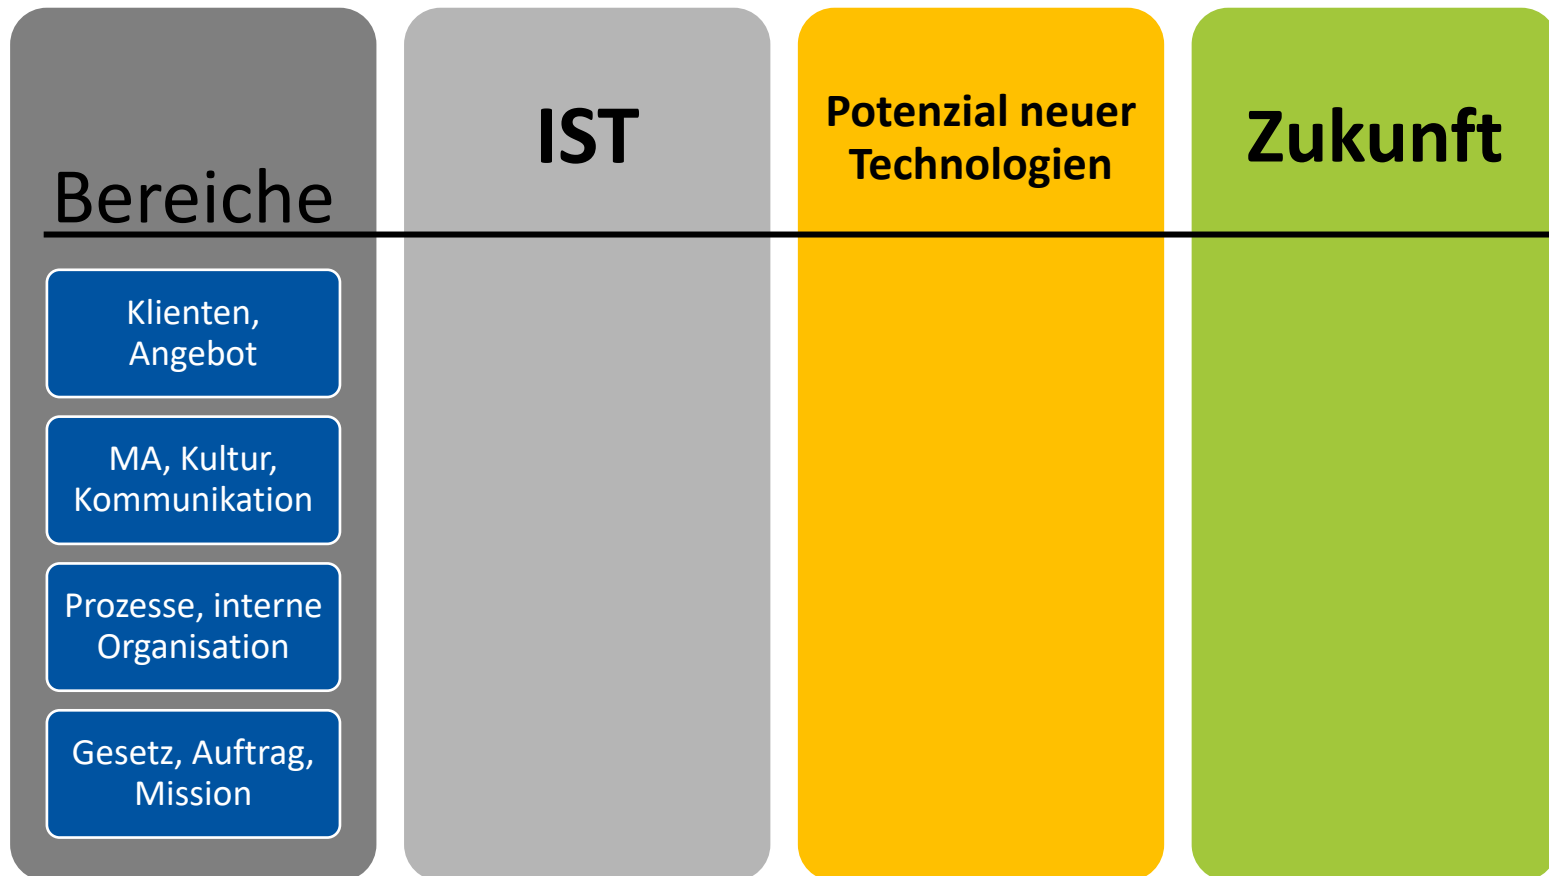 Bereiche
IST
Potenzial neuer
Technologien
Zukunft
Klienten,
Angebot
MA, Kultur,
Kommunikation
Prozesse, interne
Organisation
Gesetz, Auftrag,
Mission